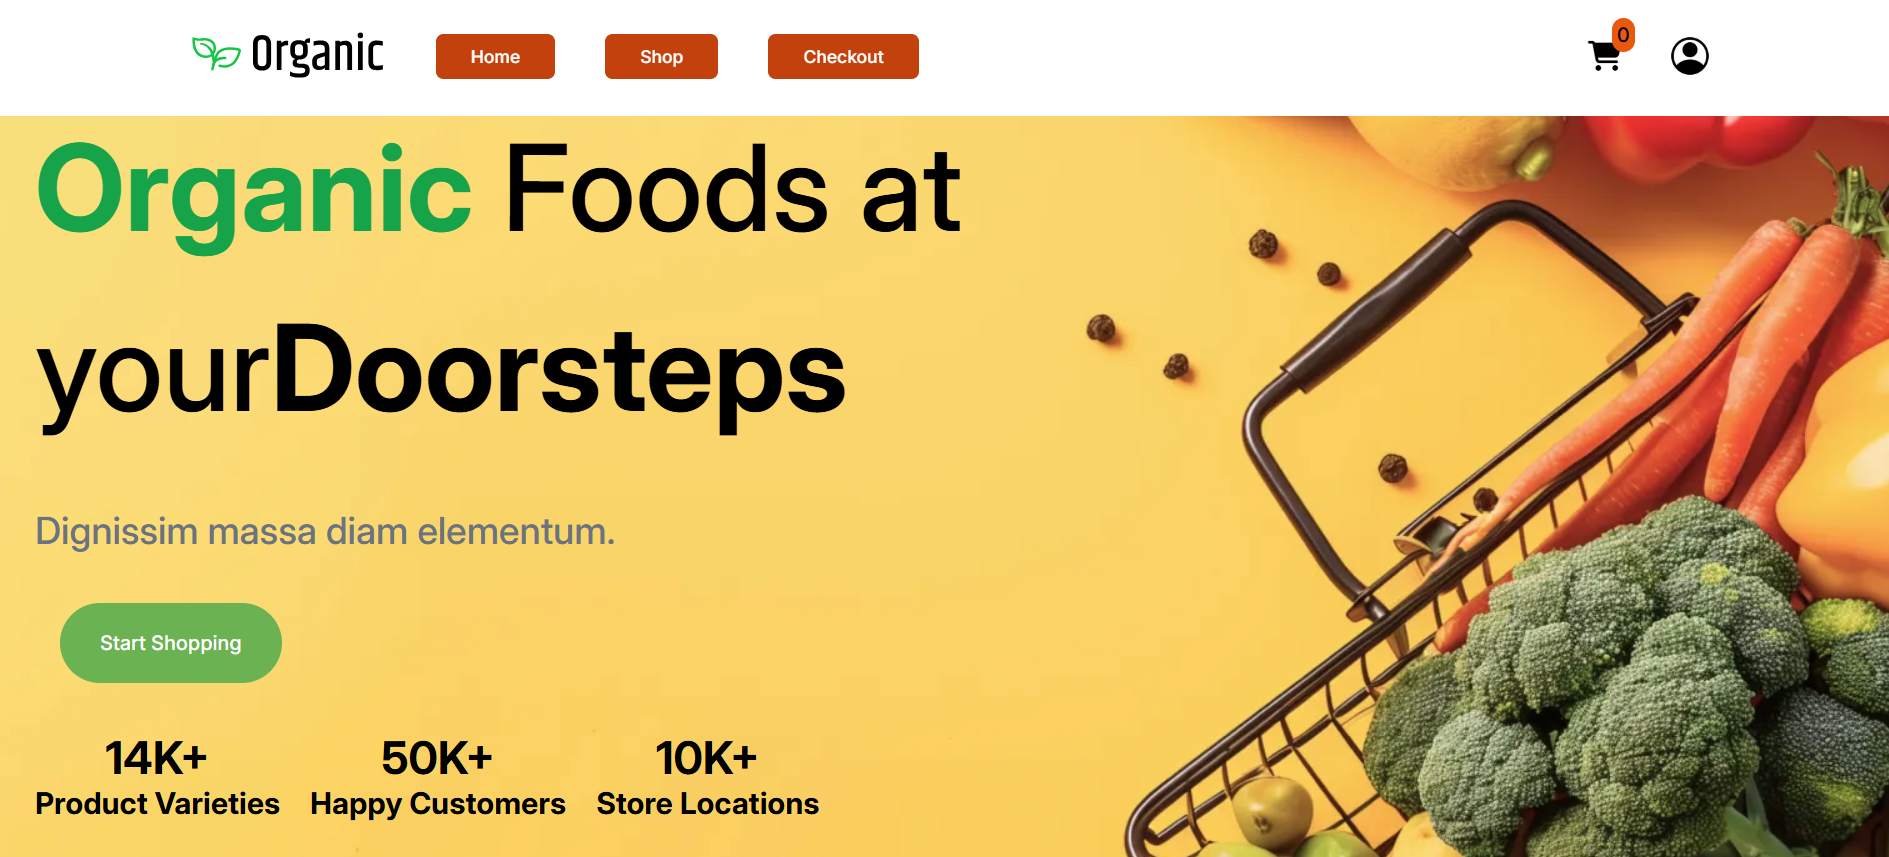 Organic
Home
Shop
Checkout
0
Organic Foods at
yourDoorsteps
Dignissim massa diam elementum.
Start Shopping
14K+
50K+
10K+
Product Varieties
Happy Customers
Store Locations